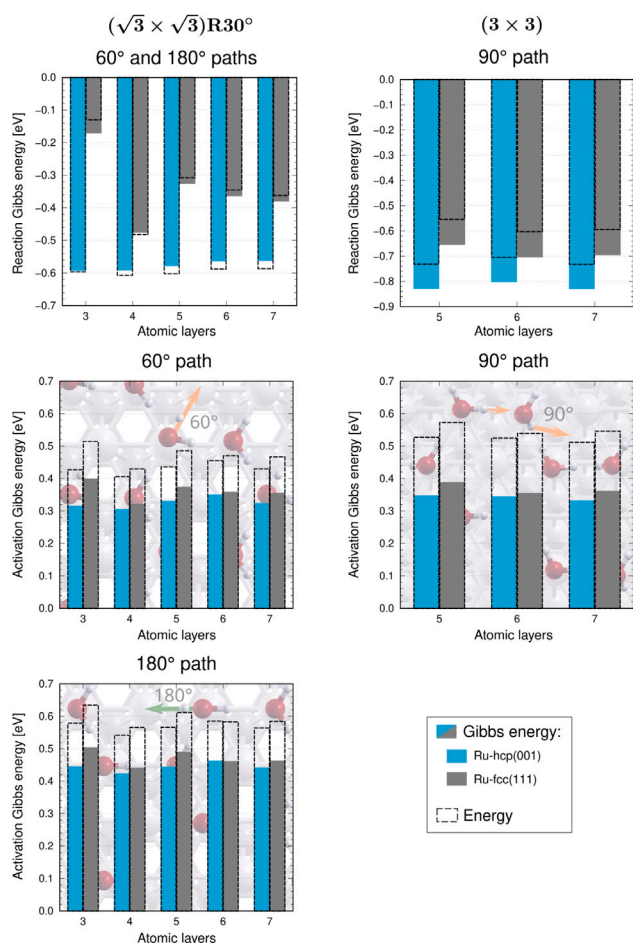 (√3 × √3)R30°
60° and 180° paths
Reaction Gibbs energy [eV]
0.0
−0.1
−0.2
−0.3
−0.4
−0.5
−0.6
−0.7
3 4 5 6 7
Atomic layers
(3 × 3)
90° path
Reaction Gibbs energy [eV]
0.0
−0.1
−0.2
−0.3
−0.4
−0.5
−0.6
−0.7
−0.8
−0.9
5 6 7
Atomic layers
60° path
Activation Gibbs energy [eV]
0.7
0.6
0.5
0.4
0.3
0.2
0.1
0.0
60°
3 4 5 6 7
Atomic layers
90° path
Activation Gibbs energy [eV]
0.7
0.6
0.5
0.4
0.3
0.2
0.1
0.0
90°
5 6 7
Atomic layers
180° path
Activation Gibbs energy [eV]
0.7
0.6
0.5
0.4
0.3
0.2
0.1
0.0
180°
3 4 5 6 7
Atomic layers
Gibbs energy:
Ru-hcp(001)
Ru-fcc(111)
Energy